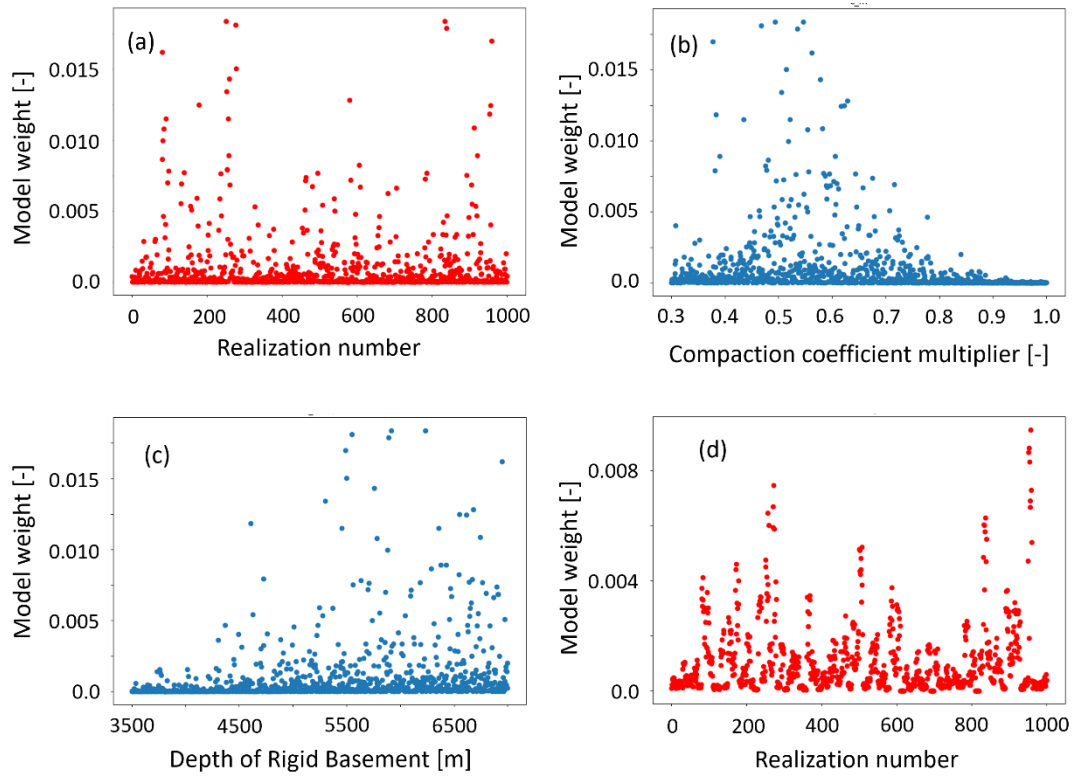 (a)
Model weight [-]
0.015
0.010
0.005
0.0
0 200 400 600 800 1000
Realization number
(b)
Model weight [-]
0.015
0.010
0.005
0.0
0.3 0.4 0.5 0.6 0.7 0.8 0.9 1.0
Compaction coefficient multiplier [-]
(c)
Model weight [-]
0.015
0.010
0.005
0.0
3500 4500 5500 6500
Depth of Rigid Basement [m]
(d)
Model weight [-]
0.008
0.004
0.0
0 200 400 600 800 1000
Realization number